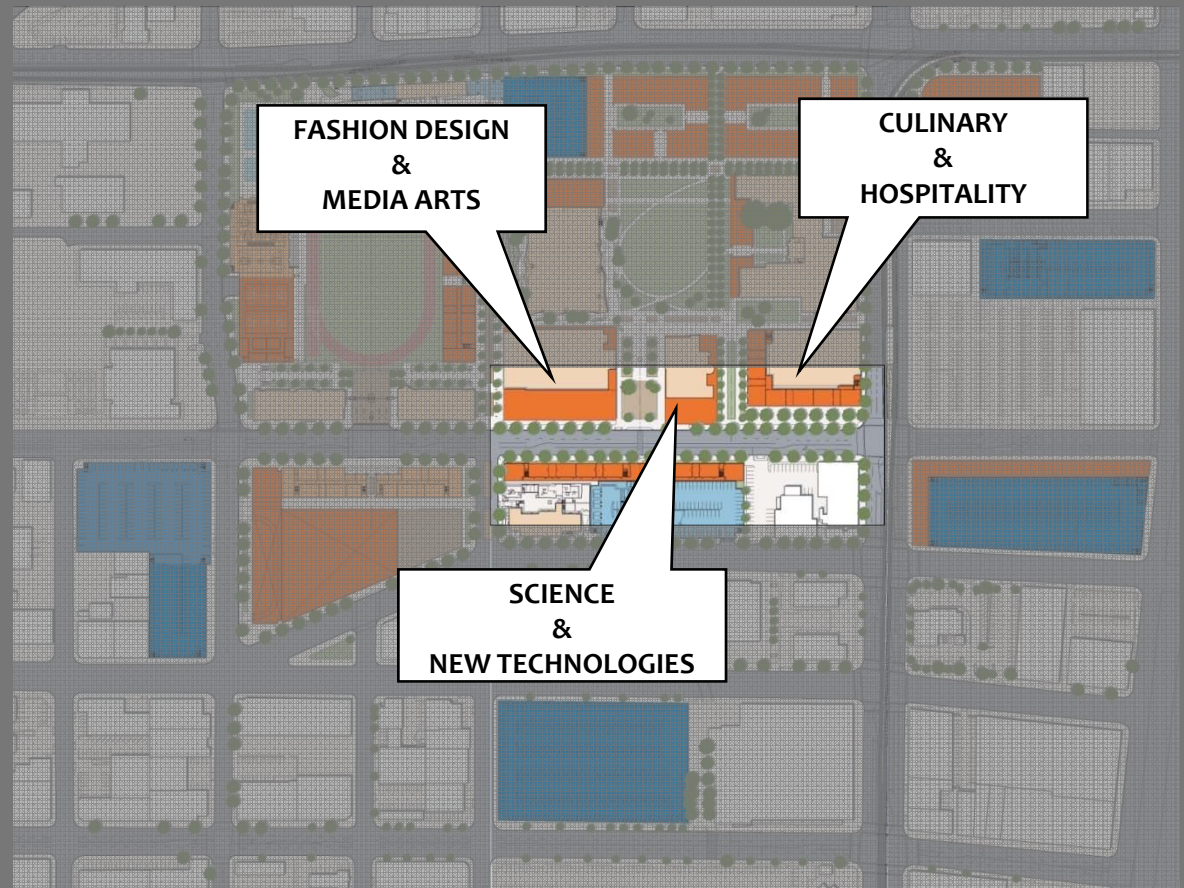 FASHION DESIGN
&
MEDIA ARTS
CULINARY
&
HOSPITALITY
SCIENCE
&
NEW TECHNOLOGIES